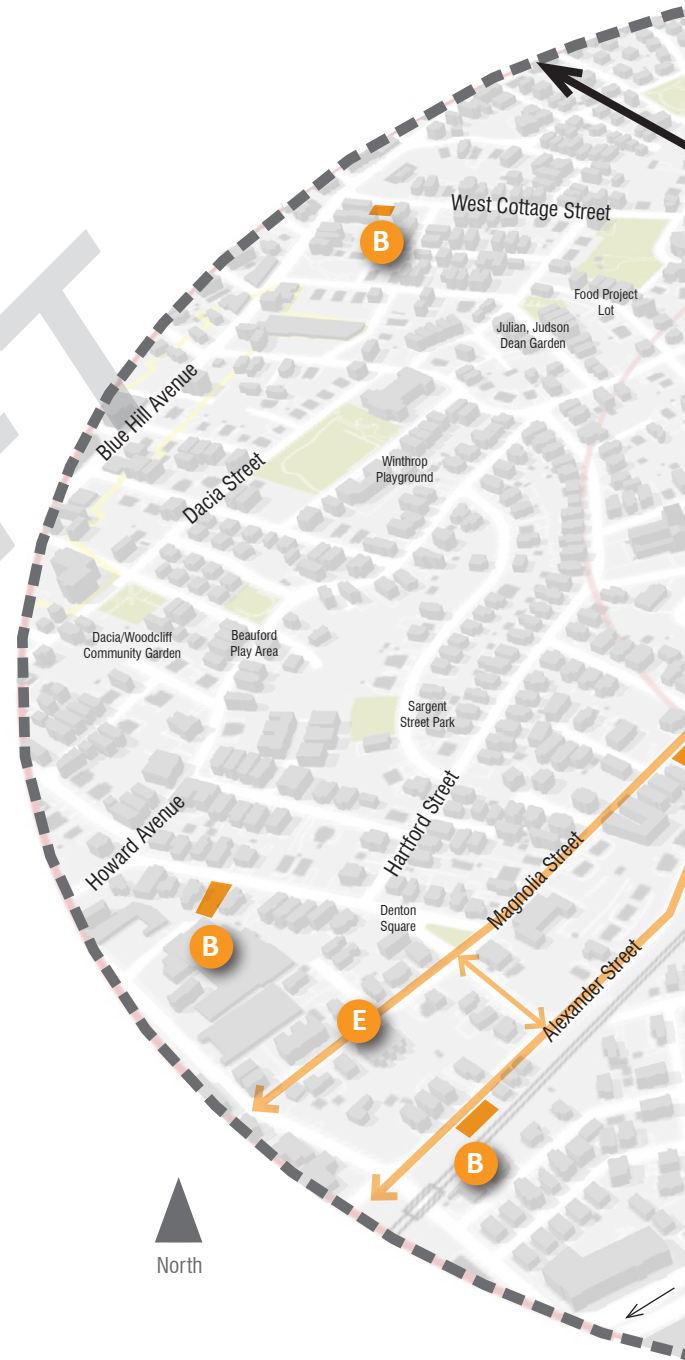 West Cottage Street
B
Food Project
Lot
Julian, Judson
Dean Garden
Blue Hill Avenue
Winthrop
Playground
Dacia Street
Dacia/Woodcliff
Community Garden
Beauford
Play Area
Sargent
Street Park
Hartford Street
Howard Avenue
Magnolia Street
Denton
Square
B
Alexander Street
E
B
North
FT